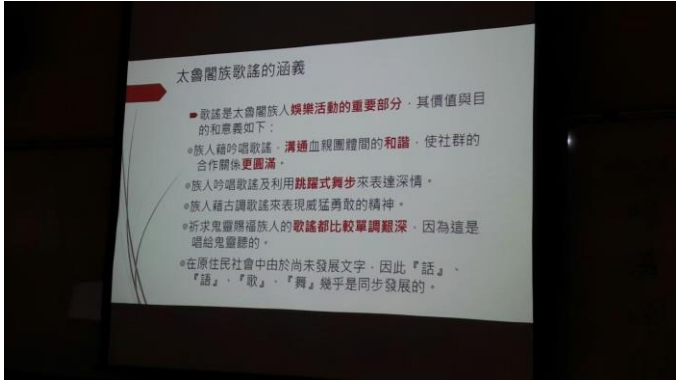 太魯閣族歌謠的涵義
歌謠是太魯閣族人娛樂活動的重要部分，其價值與目
的和意義如下：
族人藉吟唱歌謠，溝通血親團體間的和諧，使社群的
合作關係更圓滿。
族人吟唱歌謠及利用跳躍式舞步來表達深情。
族人藉古調歌謠來表現威猛勇敢的精神。
祈求鬼靈賜福族人的歌謠都比較單調艱深，因為這是
唱給鬼靈聽的。
在原住民社會中由於尚未發展文字，因此『話』、
『語』、『歌』、『舞』幾乎是同步發展的。